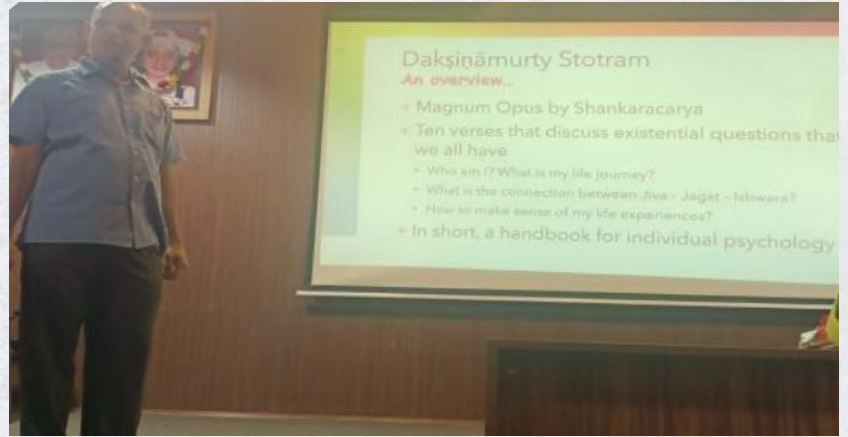 Dakṣiṇāmurty Stotram
An overview...
+ Magnum Opus by Shankaracarya
+ Ten verses that discuss existential questions that
we all have
+ Who am I? What is my life journey?
+ What is the connection between Jiva - Jagat - Ishwara?
+ How to make sense of my life experiences?
+ In short, a handbook for individual psychology